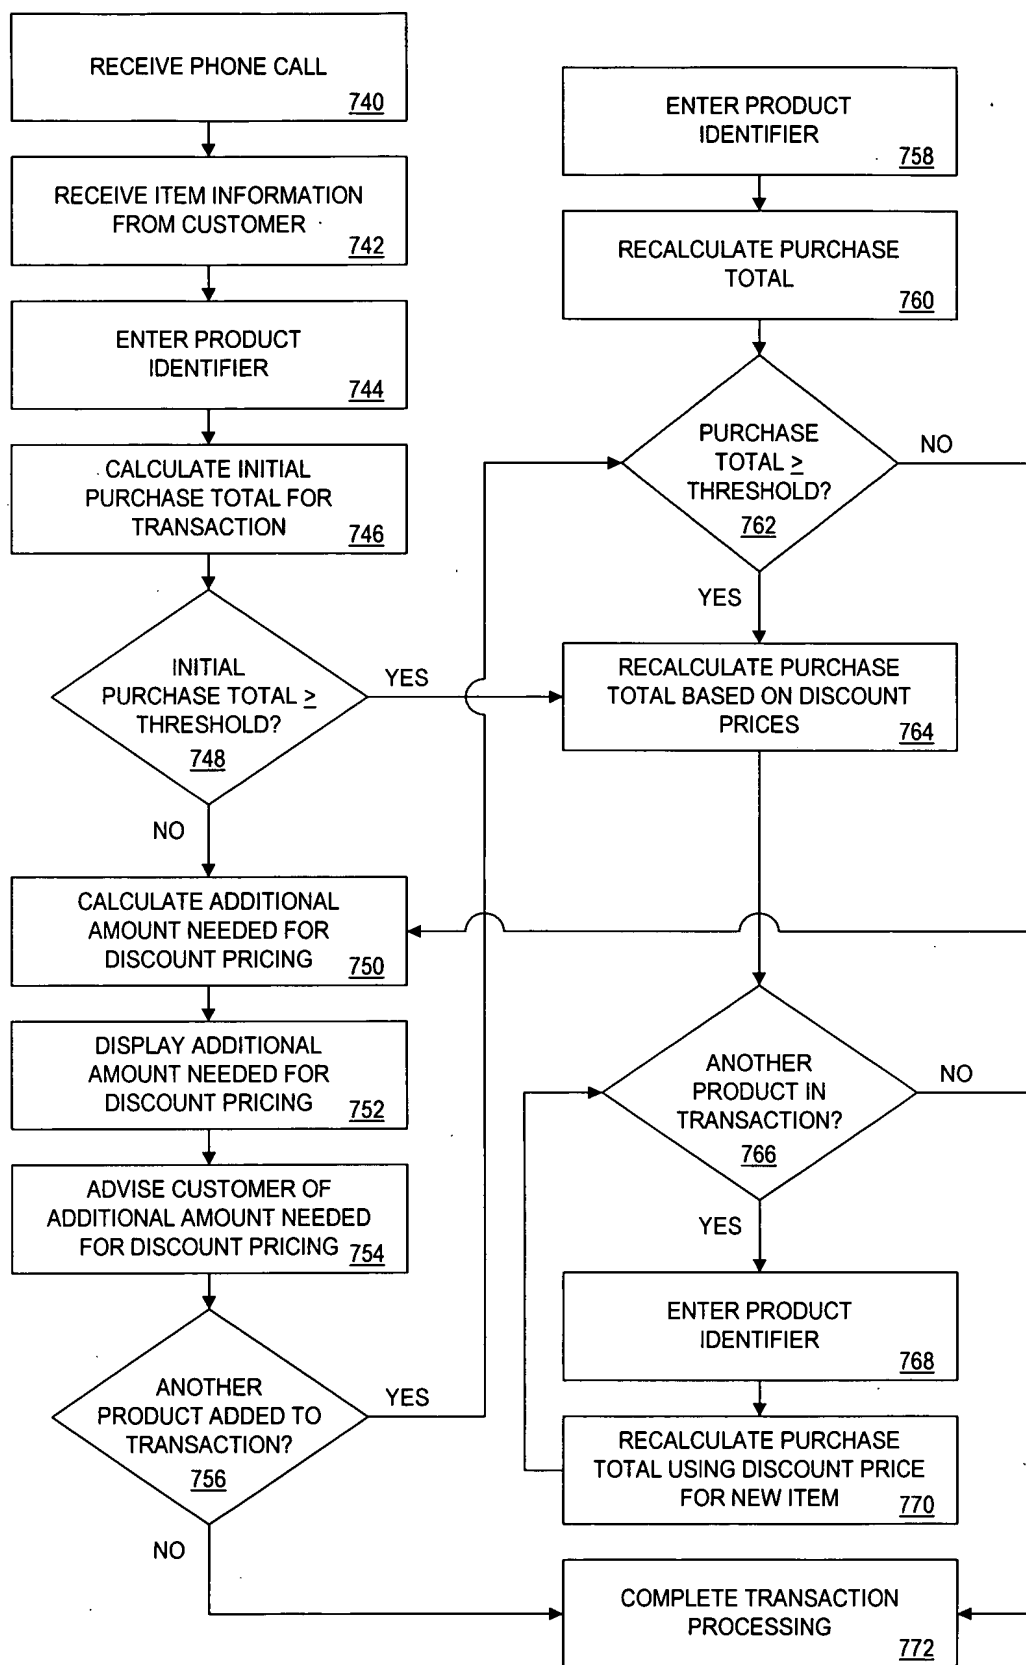 RECEIVE PHONE CALL
740
RECEIVE ITEM INFORMATION
FROM CUSTOMER
742
ENTER PRODUCT
IDENTIFIER
744
CALCULATE INITIAL
PURCHASE TOTAL FOR
TRANSACTION
746
INITIAL
PURCHASE TOTAL ≥
THRESHOLD?
748
YES
NO
CALCULATE ADDITIONAL
AMOUNT NEEDED FOR
DISCOUNT PRICING
750
DISPLAY ADDITIONAL
AMOUNT NEEDED FOR
DISCOUNT PRICING
752
ADVISE CUSTOMER OF
ADDITIONAL AMOUNT NEEDED
FOR DISCOUNT PRICING
754
ANOTHER
PRODUCT ADDED TO
TRANSACTION?
756
YES
NO
ENTER PRODUCT
IDENTIFIER
758
RECALCULATE PURCHASE
TOTAL
760
PURCHASE
TOTAL ≥
THRESHOLD?
762
NO
YES
RECALCULATE PURCHASE
TOTAL BASED ON DISCOUNT
PRICES
764
ANOTHER
PRODUCT IN
TRANSACTION?
766
NO
YES
ENTER PRODUCT
IDENTIFIER
768
RECALCULATE PURCHASE
TOTAL USING DISCOUNT PRICE
FOR NEW ITEM
770
COMPLETE TRANSACTION
PROCESSING
772